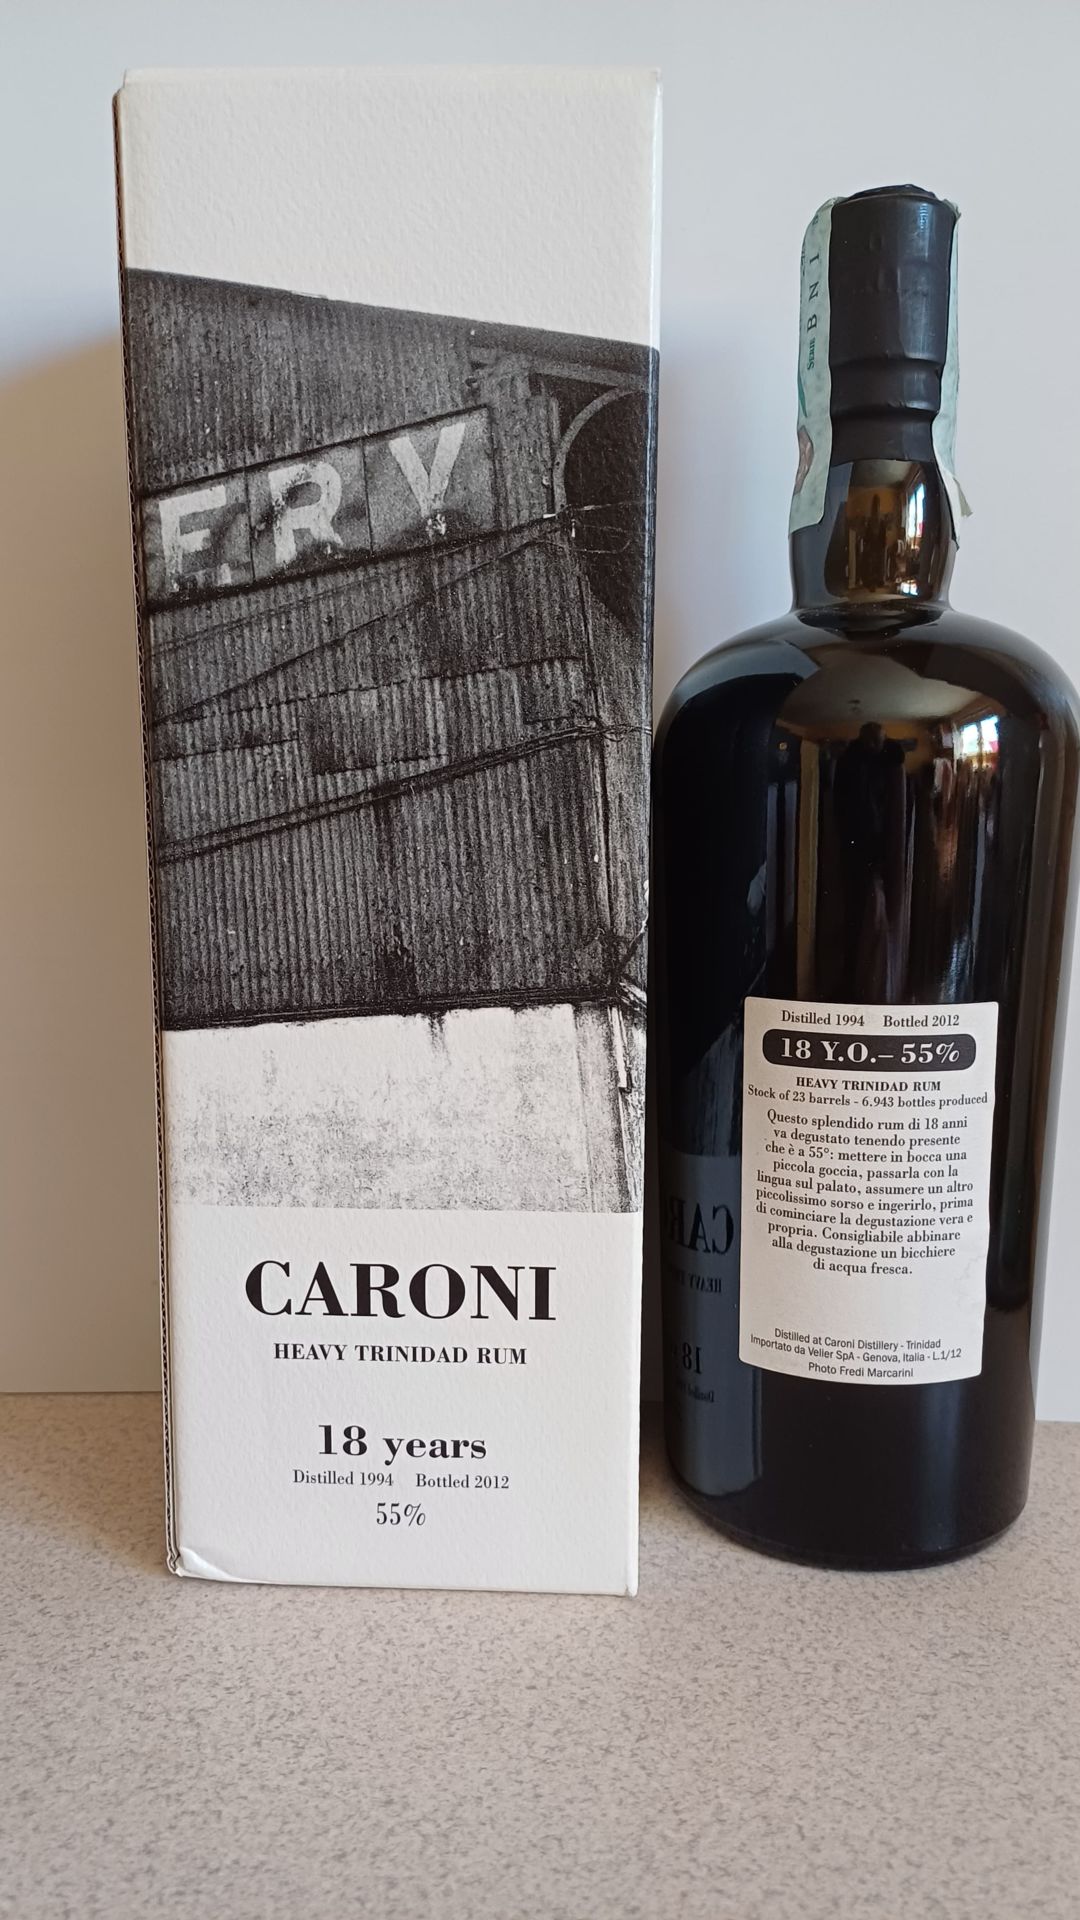 ERY
CARONI
HEAVY TRINIDAD RUM
18 years
Distilled 1994 Bottled 2012
55%
SERIE B N I
Distilled 1994 Bottled 2012
18 Y.O.– 55%
HEAVY TRINIDAD RUM
Stock of 23 barrels - 6.943 bottles produced
Questo splendido rum di 18 anni
va degustato tenendo presente
che è a 55°: mettere in bocca una
piccola goccia, passarla con la
lingua sul palato, assumere un altro
piccolissimo sorso e ingerirlo, prima
di cominciare la degustazione vera e
propria. Consigliabile abbinare
alla degustazione un bicchiere
di acqua fresca.
Distilled at Caroni Distillery - Trinidad
Importato da Velier SpA - Genova, Italia - L.1/12
Photo Fredi Marcarini